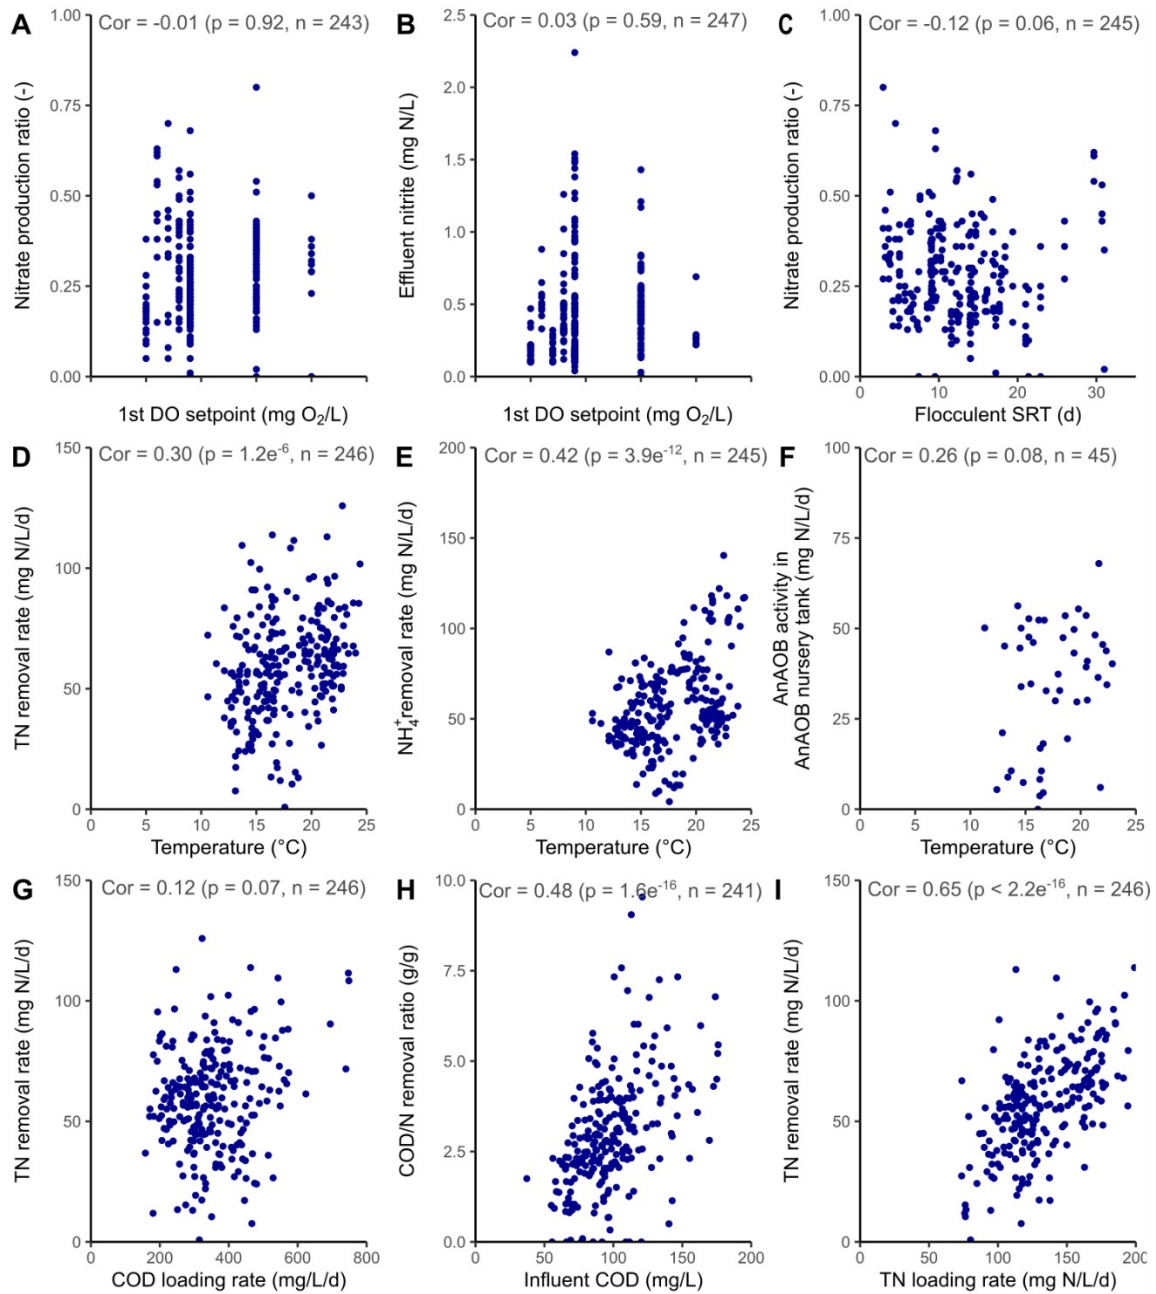 A Cor = -0.01 (p = 0.92, n = 243)
Nitrate production ratio (-)
1.00
0.75
0.50
0.25
0.00
1st DO setpoint (mg O₂/L)
B Cor = 0.03 (p = 0.59, n = 247)
Effluent nitrite (mg N/L)
2.5
2.0
1.5
1.0
0.5
0.0
1st DO setpoint (mg O₂/L)
C Cor = -0.12 (p = 0.06, n = 245)
Nitrate production ratio (-)
1.00
0.75
0.50
0.25
0.00
0 10 20 30
Flocculent SRT (d)
D Cor = 0.30 (p = 1.2e⁻⁶, n = 246)
TN removal rate (mg N/L/d)
150
100
50
0
0 5 10 15 20 25
Temperature (°C)
E Cor = 0.42 (p = 3.9e⁻¹², n = 245)
NH₄⁺removal rate (mg N/L/d)
200
150
100
50
0
0 5 10 15 20 25
Temperature (°C)
F Cor = 0.26 (p = 0.08, n = 45)
AnAOB activity in
AnAOB nursery tank (mg N/L/d)
100
75
50
25
0
0 5 10 15 20 25
Temperature (°C)
G Cor = 0.12 (p = 0.07, n = 246)
TN removal rate (mg N/L/d)
150
100
50
0
0 200 400 600 800
COD loading rate (mg/L/d)
H Cor = 0.48 (p = 1.6e⁻¹⁶, n = 241)
COD/N removal ratio (g/g)
10.0
7.5
5.0
2.5
0.0
0 50 100 150 200
Influent COD (mg/L)
I Cor = 0.65 (p < 2.2e⁻¹⁶, n = 246)
TN removal rate (mg N/L/d)
150
100
50
0
0 50 100 150 200
TN loading rate (mg N/L/d)